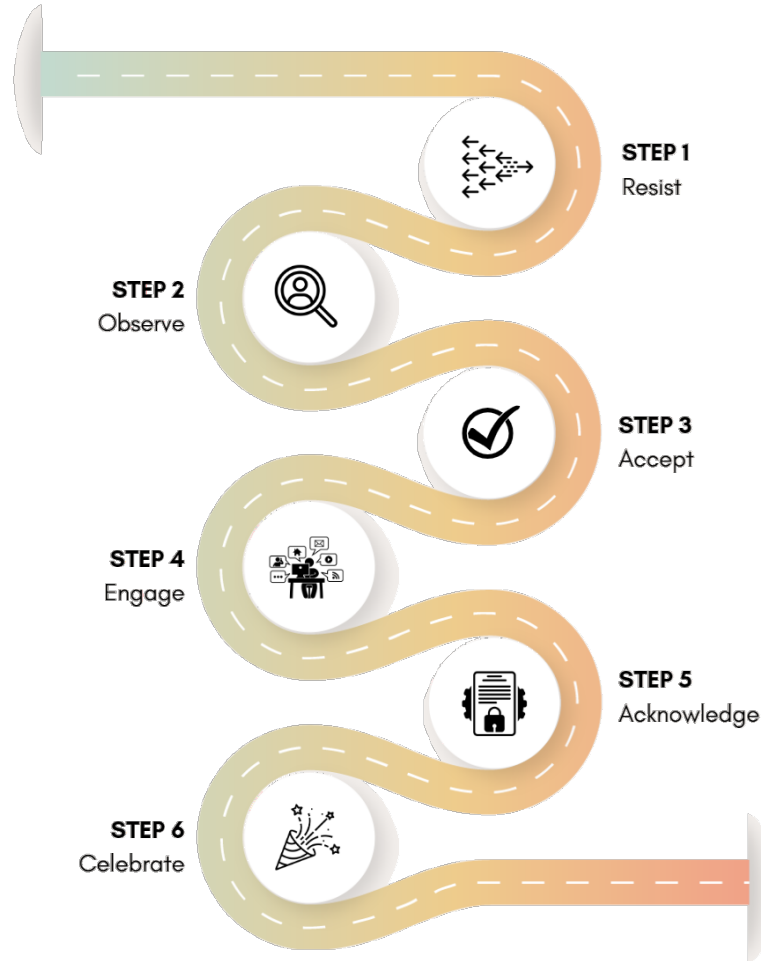 STEP 1
Resist
STEP 2
Observe
STEP 3
Accept
STEP 4
Engage
STEP 5
Acknowledge
STEP 6
Celebrate